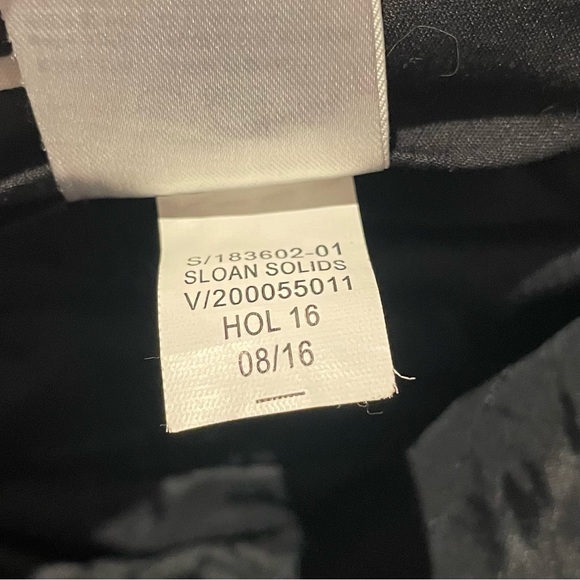 S/183602-01
SLOAN SOLIDS
V/200055011
HOL 16
08/16